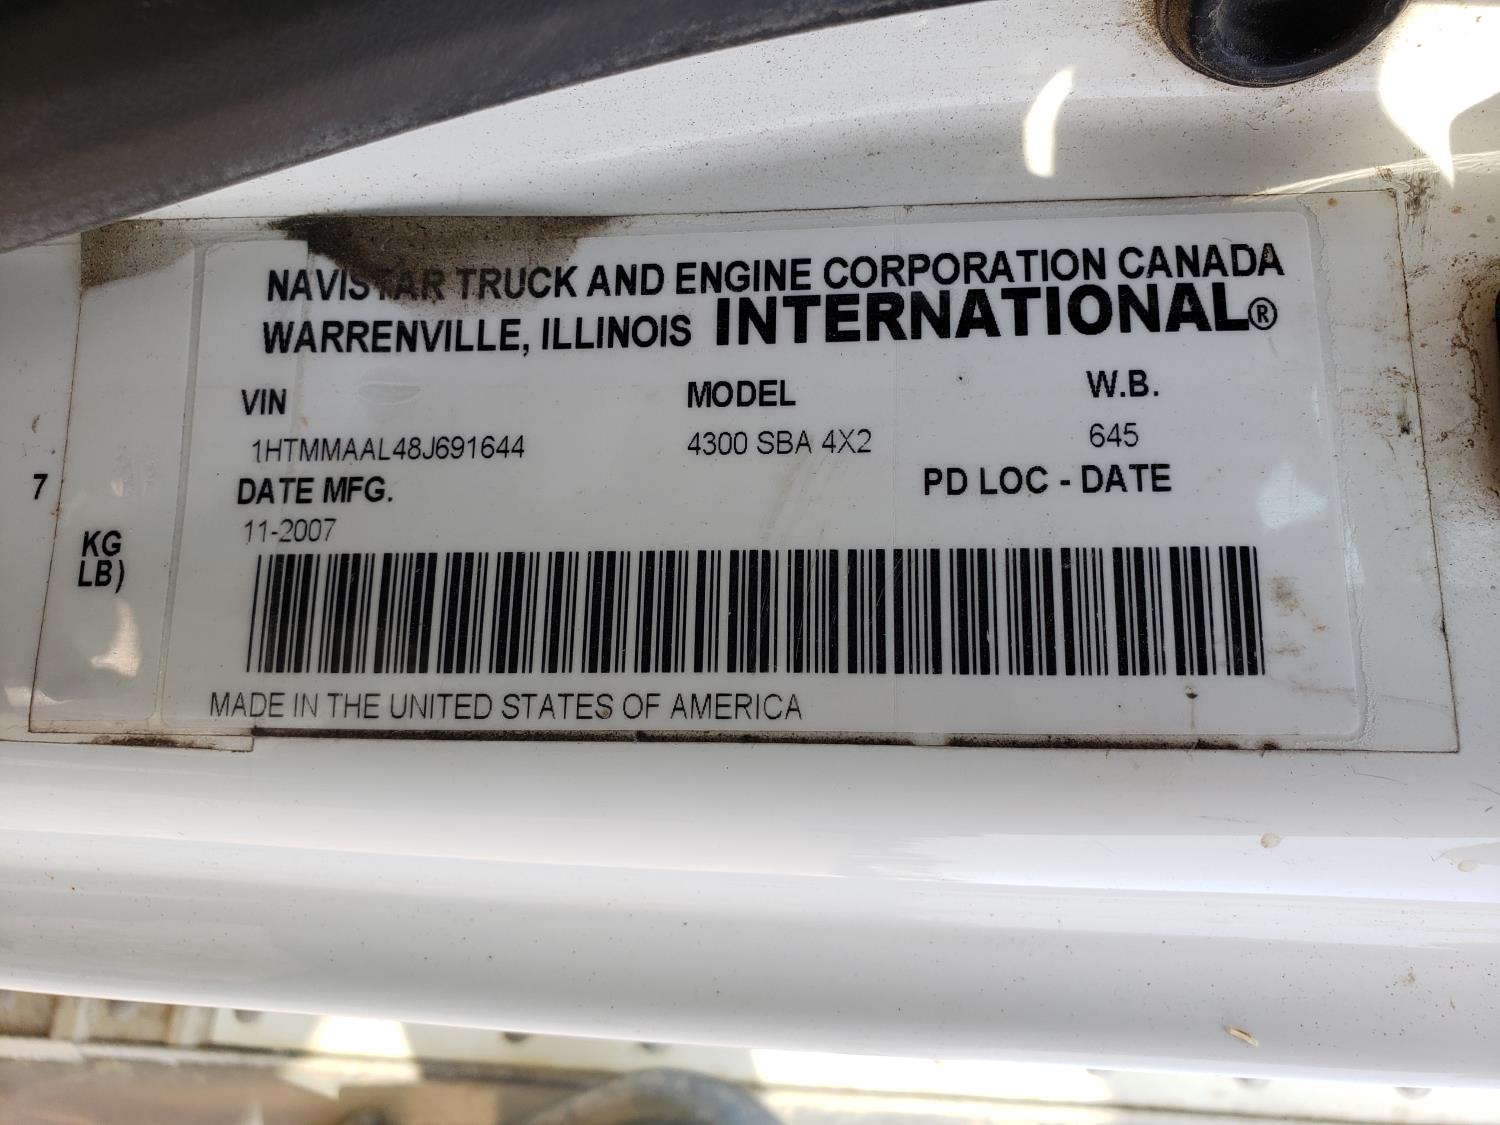 NAVISTAR TRUCK AND ENGINE CORPORATION CANADA
WARRENVILLE, ILLINOIS INTERNATIONAL®
VIN MODEL W.B.
1HTMMAAL48J691644 4300 SBA 4X2 645
DATE MFG. PD LOC - DATE
11-2007
MADE IN THE UNITED STATES OF AMERICA
7
KG
LB)